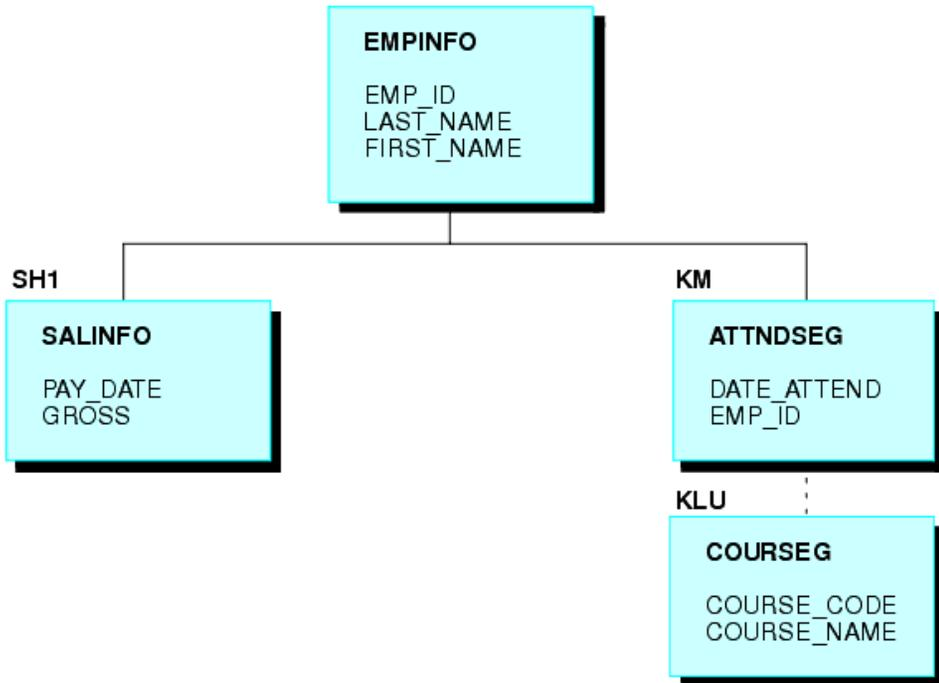 EMPINFO
EMP_ID
LAST_NAME
FIRST_NAME
SH1
SALINFO
PAY_DATE
GROSS
KM
ATTNDSEG
DATE_ATTEND
EMP_ID
KLU
COURSEG
COURSE_CODE
COURSE_NAME